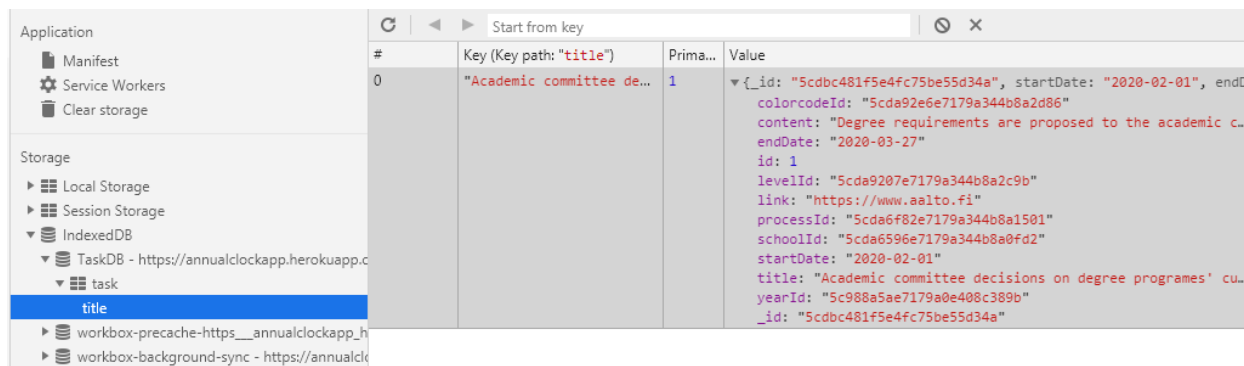 Application
Manifest
Service Workers
Clear storage
Storage
Local Storage
Session Storage
IndexedDB
TaskDB - https://annualclockapp.herokuapp.c
task
title
workbox-precache-https___annualclockapp_h
workbox-background-sync - https://annualclo
Start from key
# Key (Key path: "title") Prima... Value
0 "Academic committee de... 1 {_id: "5cdbc481f5e4fc75be55d34a", startDate: "2020-02-01", endD
colorcodeId: "5cda92e6e7179a344b8a2d86"
content: "Degree requirements are proposed to the academic c...
endDate: "2020-03-27"
id: 1
levelId: "5cda9207e7179a344b8a2c9b"
link: "https://www.aalto.fi"
processId: "5cda6f82e7179a344b8a1501"
schoolId: "5cda6596e7179a344b8a0fd2"
startDate: "2020-02-01"
title: "Academic committee decisions on degree programes' cu...
yearId: "5c988a5ae7179a0e408c389b"
_id: "5cdbc481f5e4fc75be55d34a"